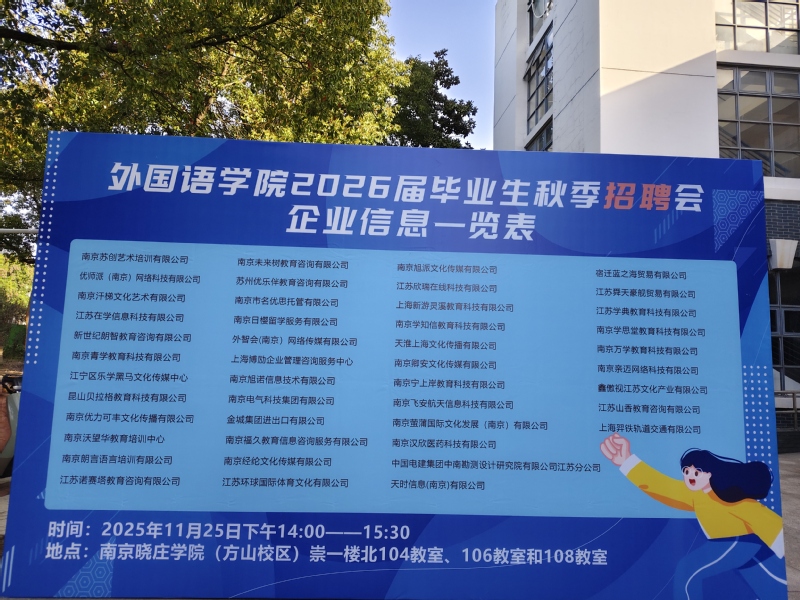 外国语学院2026届毕业生秋季招聘会
企业信息一览表
南京苏创艺术培训有限公司
优师派（南京）网络科技有限公司
南京汗梯文化艺术有限公司
江苏在学信息科技有限公司
新世纪朗智教育咨询有限公司
南京青学教育科技有限公司
江宁区乐学黑马文化传媒中心
昆山贝拉格教育科技有限公司
南京优力可丰文化传播有限公司
南京沃望华教育培训中心
南京朗言语言培训有限公司
江苏诺赛塔教育咨询有限公司
南京未来树教育咨询有限公司
苏州优乐伴教育咨询有限公司
南京市名优思托管有限公司
南京日樱留学服务有限公司
外智会(南京）网络传媒有限公司
上海博励企业管理咨询服务中心
南京旭诺信息技术有限公司
南京电气科技集团有限公司
金城集团进出口有限公司
南京福久教育信息咨询服务有限公司
南京经纶文化传媒有限公司
江苏环球国际体育文化有限公司
南京旭派文化传媒有限公司
江苏欣瑞在线科技有限公司
上海新游灵溪教育科技有限公司
南京学知信教育科技有限公司
天淮上海文化传播有限公司
南京卿安文化传媒有限公司
南京宁上岸教育科技有限公司
南京飞安航天信息科技有限公司
南京萤蒲国际文化发展（南京）有限公司
南京汉欣医药科技有限公司
中国电建集团中南勘测设计研究院有限公司江苏分公司
天时信息(南京)有限公司
宿迁蓝之海贸易有限公司
江苏舜天豪舰贸易有限公司
江苏学典教育科技有限公司
南京学思堂教育科技有限公司
南京万学教育科技有限公司
南京亲迈网络科技有限公司
鑫傲视江苏文化产业有限公司
江苏山香教育咨询有限公司
上海羿铁轨道交通有限公司
时间：2025年11月25日下午14:00——15:30
地点：南京晓庄学院（方山校区）崇一楼北104教室、106教室和108教室